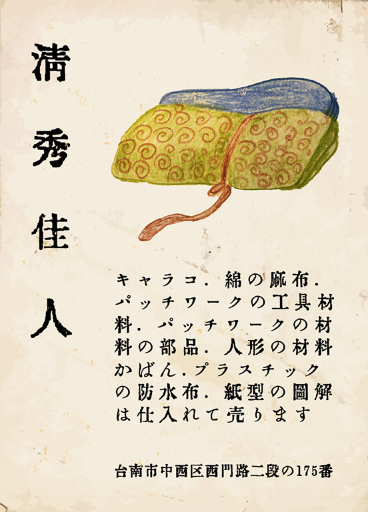 清秀佳人
キャラコ．綿の麻布．
パッチワークの工具材
料．パッチワークの材
料の部品．人形の材料
かばん．プラスチック
の防水布．紙型の圖解
は仕入れて売ります
台南市中西区西門路二段の175番